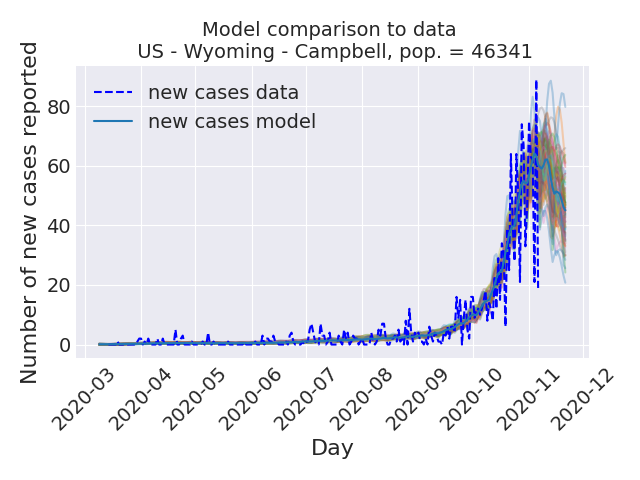 Model comparison to data
US - Wyoming - Campbell, pop. = 46341
Number of new cases reported
80
60
40
20
0
new cases data
new cases model
2020-03
2020-04
2020-05
2020-06
2020-07
2020-08
2020-09
2020-10
2020-11
2020-12
Day